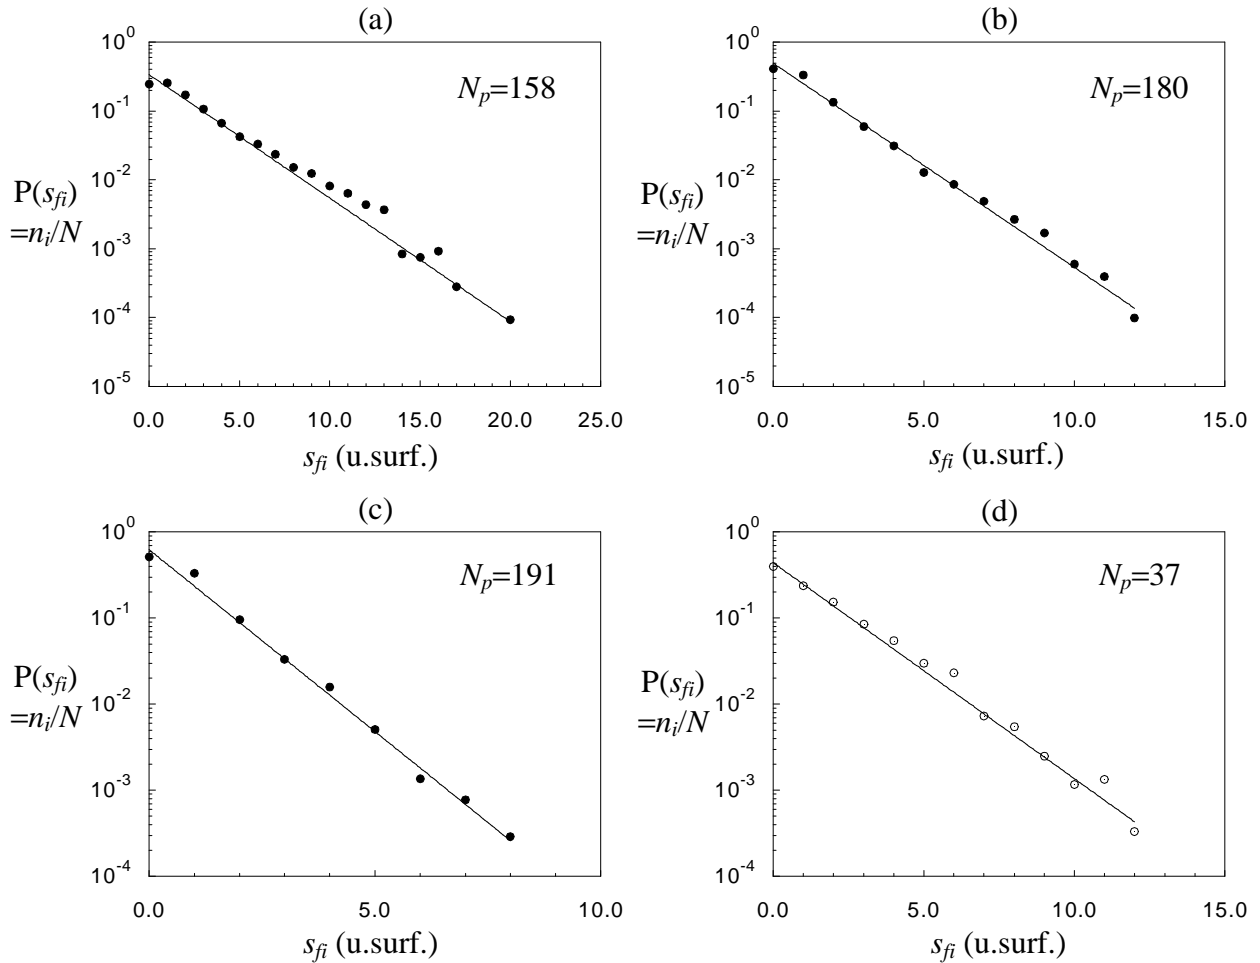 (a)
10^0
10^-1
10^-2
10^-3
10^-4
10^-5
N_p=158
P(s_fi)
=n_i/N
0.0 5.0 10.0 15.0 20.0 25.0
s_fi (u.surf.)
(b)
10^0
10^-1
10^-2
10^-3
10^-4
10^-5
N_p=180
P(s_fi)
=n_i/N
0.0 5.0 10.0 15.0
s_fi (u.surf.)
(c)
10^0
10^-1
10^-2
10^-3
10^-4
N_p=191
P(s_fi)
=n_i/N
0.0 5.0 10.0
s_fi (u.surf.)
(d)
10^0
10^-1
10^-2
10^-3
10^-4
N_p=37
P(s_fi)
=n_i/N
0.0 5.0 10.0 15.0
s_fi (u.surf.)